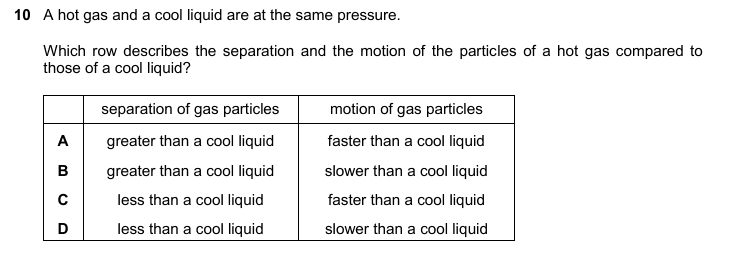 10 A hot gas and a cool liquid are at the same pressure.
Which row describes the separation and the motion of the particles of a hot gas compared to
those of a cool liquid?
separation of gas particles motion of gas particles
A greater than a cool liquid faster than a cool liquid
B greater than a cool liquid slower than a cool liquid
C less than a cool liquid faster than a cool liquid
D less than a cool liquid slower than a cool liquid